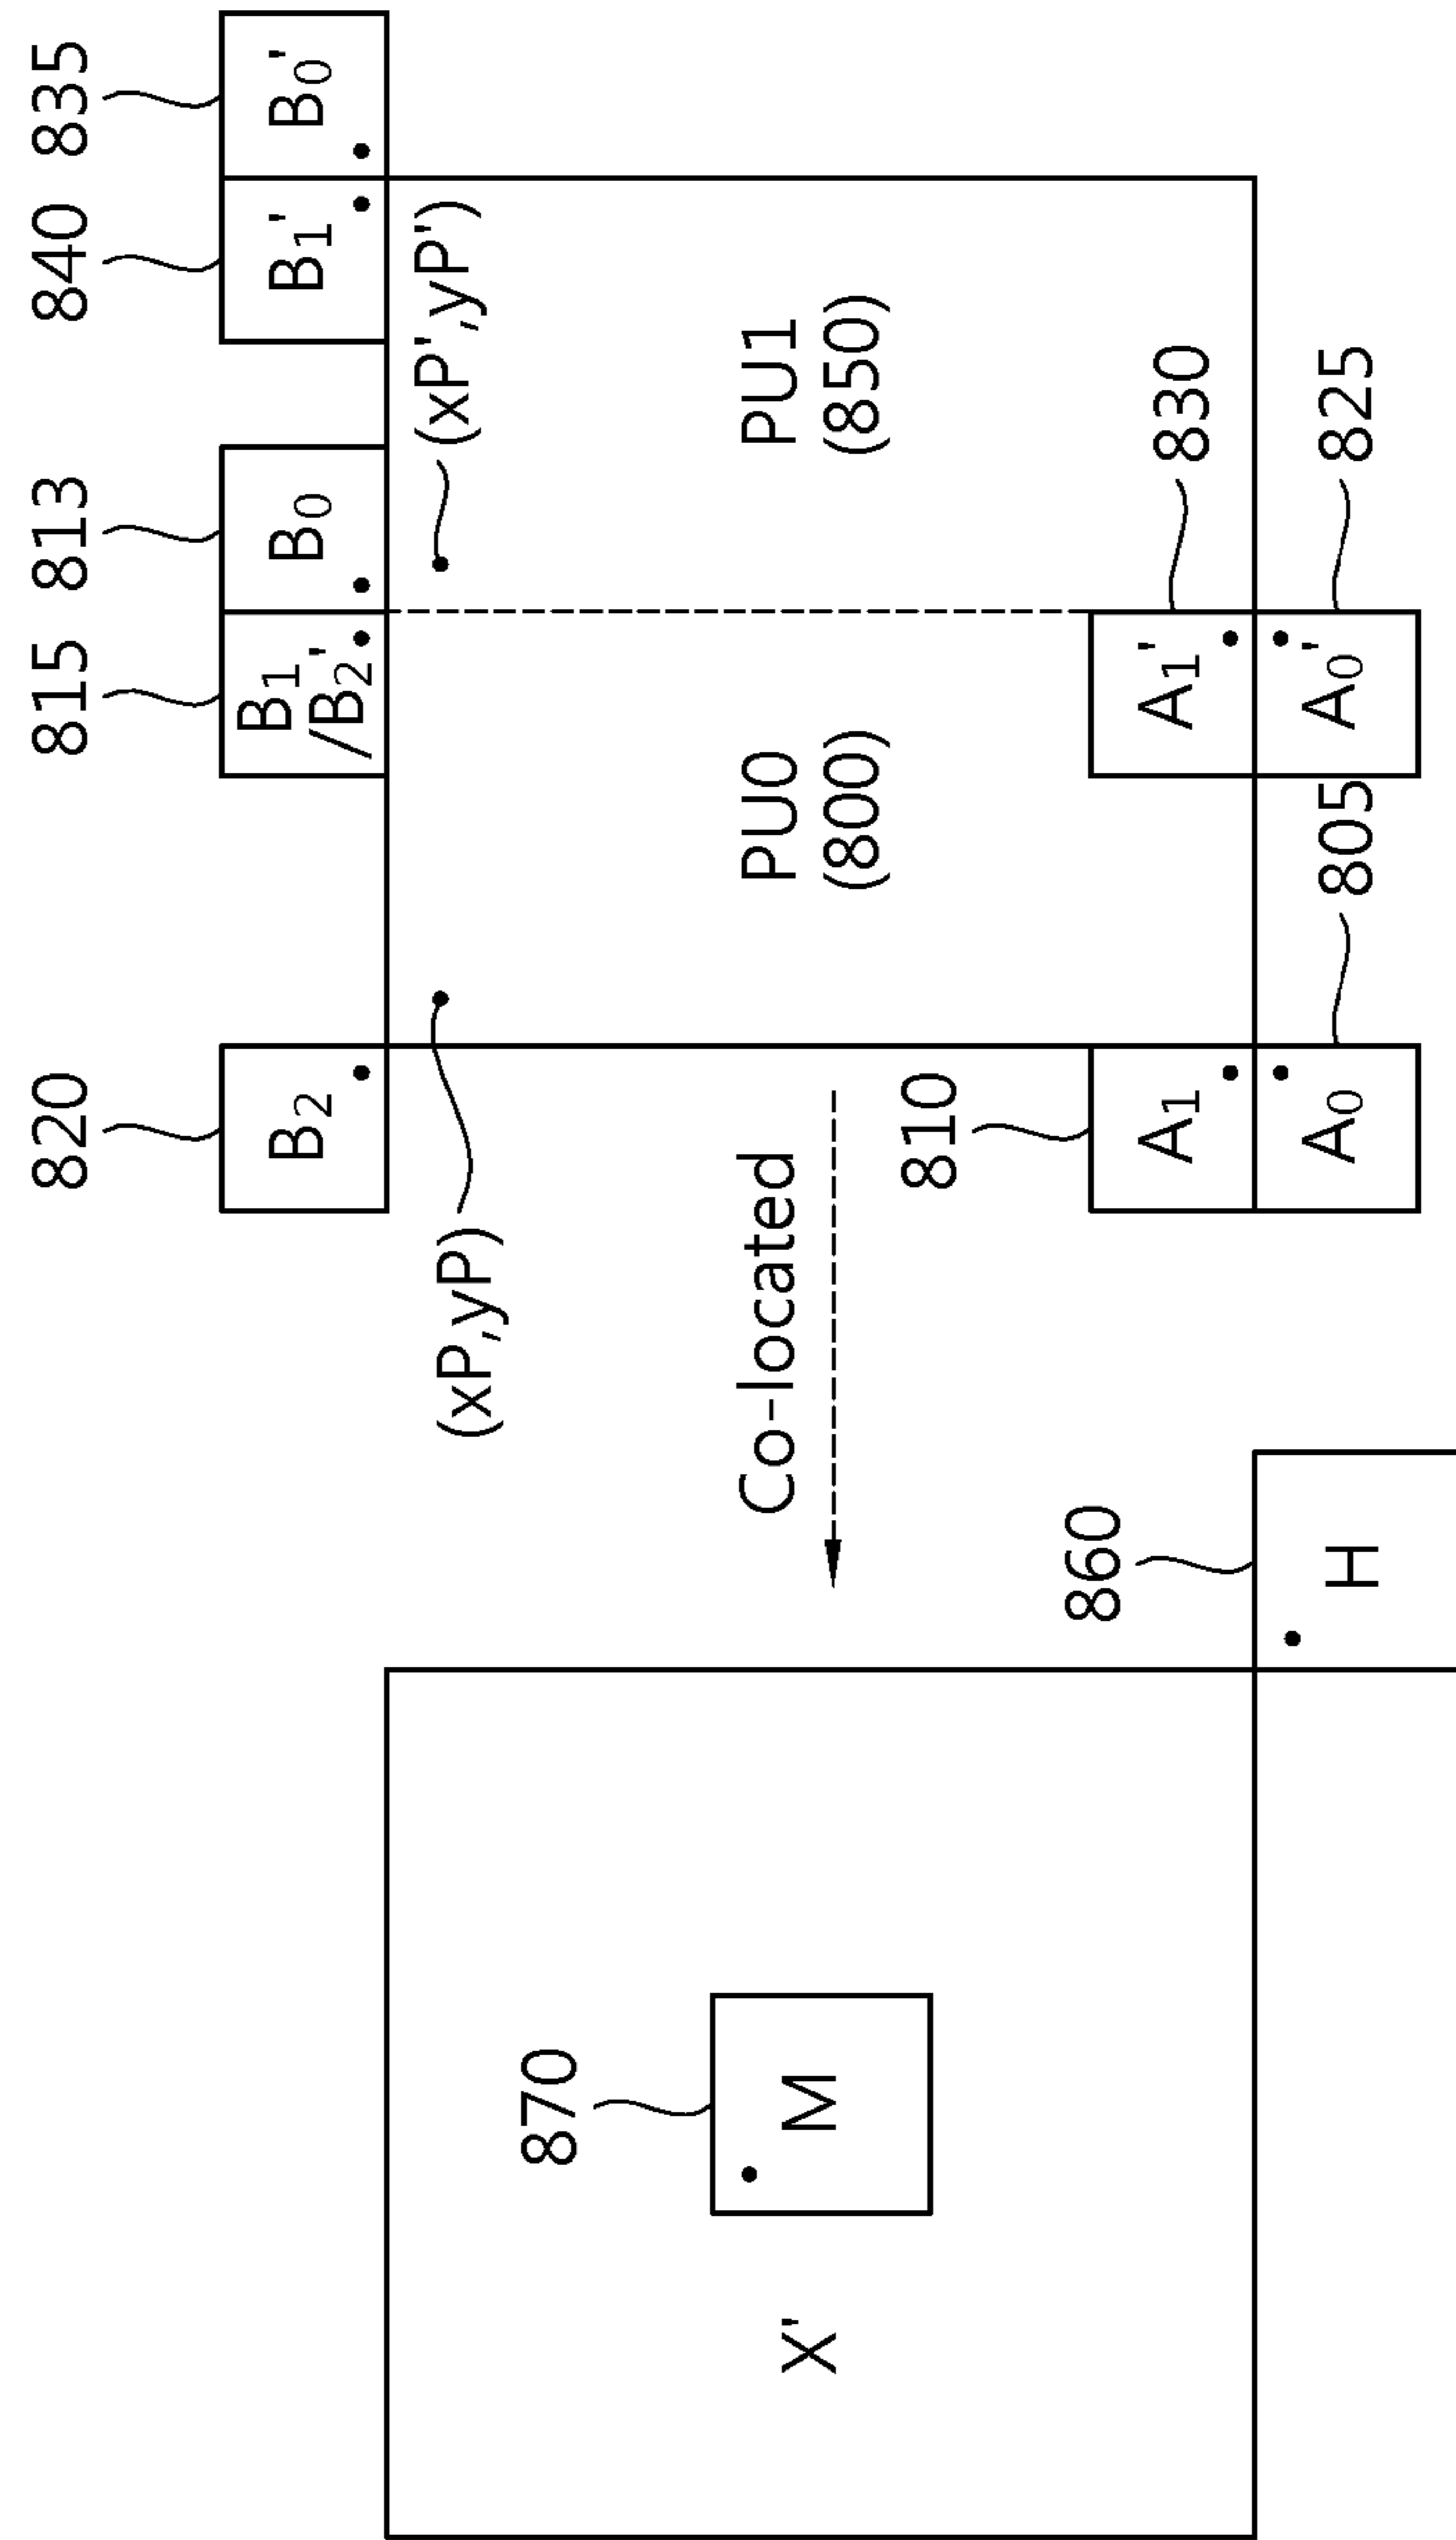 820
815
813
840
835
B₂
B₁
/B₂'
B₀
B₁'
B₀'
(xP,yP)
(xP',yP')
870
M
X'
Co-located
PU0
(800)
PU1
(850)
810
860
A₁
A₁'
830
H
A₀
805
A₀'
825